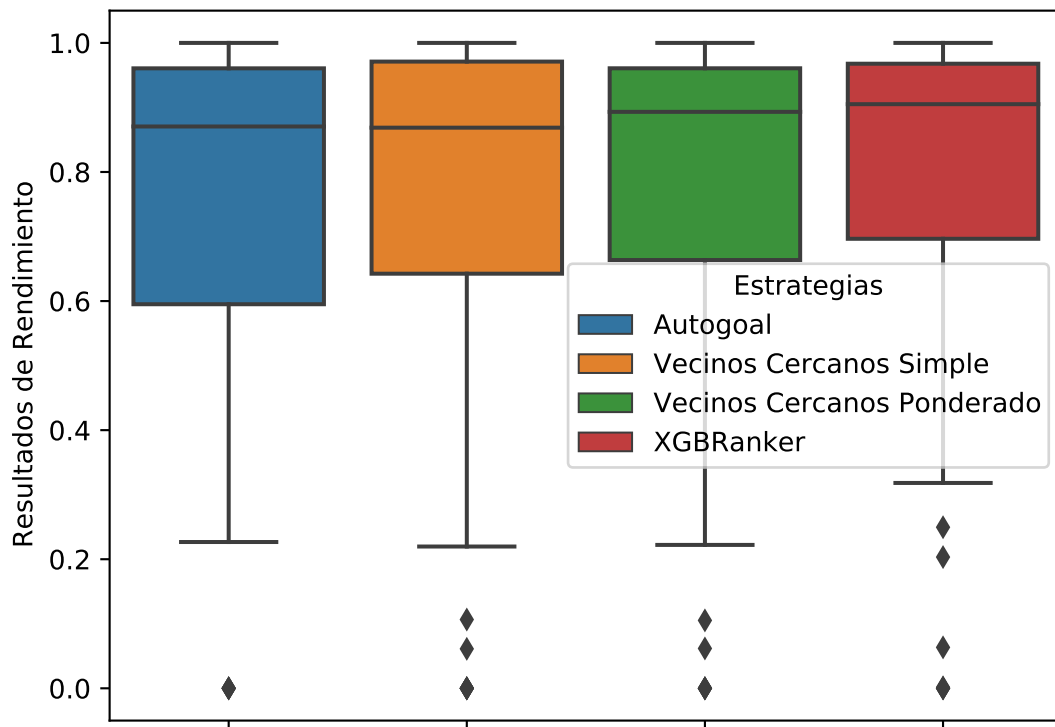 1.0
0.8
0.6
0.4
0.2
0.0
Resultados de Rendimiento
Estrategias
Autogoal
Vecinos Cercanos Simple
Vecinos Cercanos Ponderado
XGBRanker